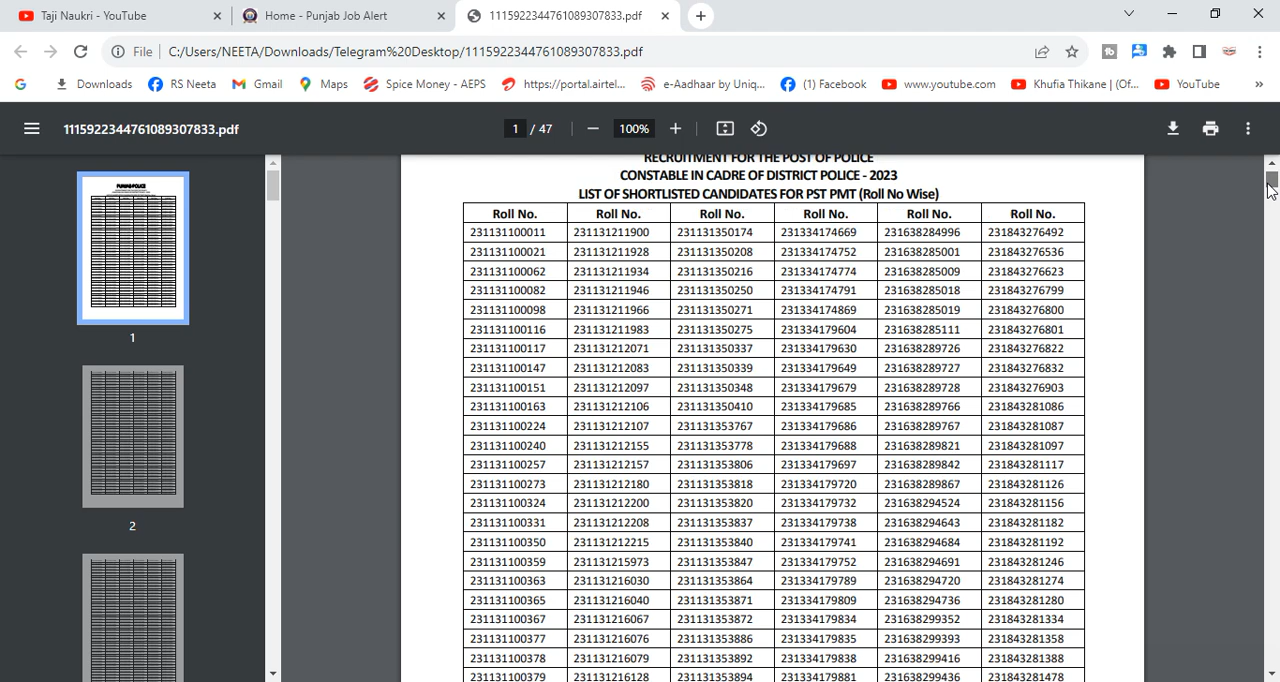 Taji Naukri - YouTube
Home - Punjab Job Alert
1115922344761089307833.pdf
File
C:/Users/NEETA/Downloads/Telegram%20Desktop/1115922344761089307833.pdf
Downloads
RS Neeta
Gmail
Maps
Spice Money - AEPS
https://portal.airtel...
e-Aadhaar by Uniq...
(1) Facebook
www.youtube.com
Khufia Thikane | (Of...
YouTube
»
1115922344761089307833.pdf
1 / 47
100%
1
2
RECRUITMENT FOR THE POST OF POLICE
CONSTABLE IN CADRE OF DISTRICT POLICE - 2023
LIST OF SHORTLISTED CANDIDATES FOR PST PMT (Roll No Wise)
Roll No. Roll No. Roll No. Roll No. Roll No. Roll No.
231131100011 231131211900 231131350174 231334174669 231638284996 231843276492
231131100021 231131211928 231131350208 231334174752 231638285001 231843276536
231131100062 231131211934 231131350216 231334174774 231638285009 231843276623
231131100082 231131211946 231131350250 231334174791 231638285018 231843276799
231131100098 231131211966 231131350271 231334174869 231638285019 231843276800
231131100116 231131211983 231131350275 231334179604 231638285111 231843276801
231131100117 231131212071 231131350337 231334179630 231638289726 231843276822
231131100147 231131212083 231131350339 231334179649 231638289727 231843276832
231131100151 231131212097 231131350348 231334179679 231638289728 231843276903
231131100163 231131212106 231131350410 231334179685 231638289766 231843281086
231131100224 231131212107 231131353767 231334179686 231638289767 231843281087
231131100240 231131212155 231131353778 231334179688 231638289821 231843281097
231131100257 231131212157 231131353806 231334179697 231638289842 231843281117
231131100273 231131212180 231131353818 231334179720 231638289867 231843281126
231131100324 231131212200 231131353820 231334179732 231638294524 231843281156
231131100331 231131212208 231131353837 231334179738 231638294643 231843281182
231131100350 231131212215 231131353840 231334179741 231638294684 231843281192
231131100359 231131215973 231131353847 231334179752 231638294691 231843281246
231131100363 231131216030 231131353864 231334179789 231638294720 231843281274
231131100365 231131216040 231131353871 231334179809 231638294736 231843281280
231131100367 231131216067 231131353872 231334179834 231638299352 231843281334
231131100377 231131216076 231131353886 231334179835 231638299393 231843281358
231131100378 231131216079 231131353892 231334179838 231638299416 231843281388
231131100379 231131216128 231131353894 231334179881 231638299436 231843281478